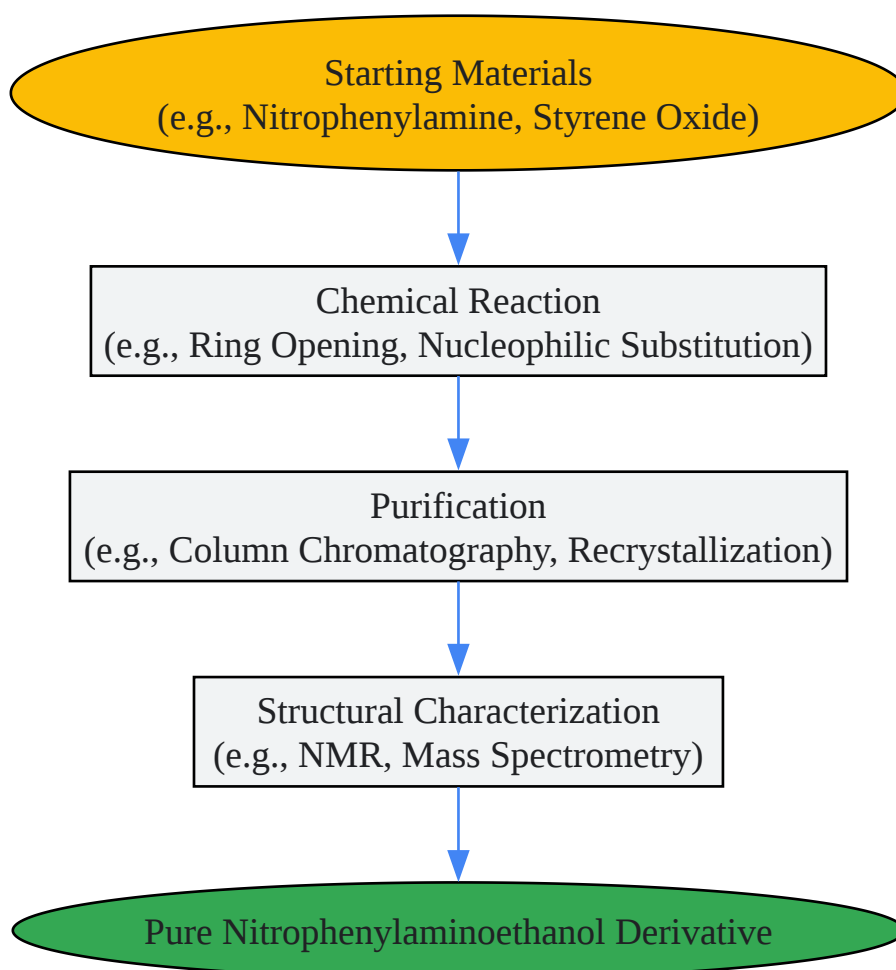 Starting Materials
(e.g., Nitrophenylamine, Styrene Oxide)
Chemical Reaction
(e.g., Ring Opening, Nucleophilic Substitution)
Purification
(e.g., Column Chromatography, Recrystallization)
Structural Characterization
(e.g., NMR, Mass Spectrometry)
Pure Nitrophenylaminoethanol Derivative